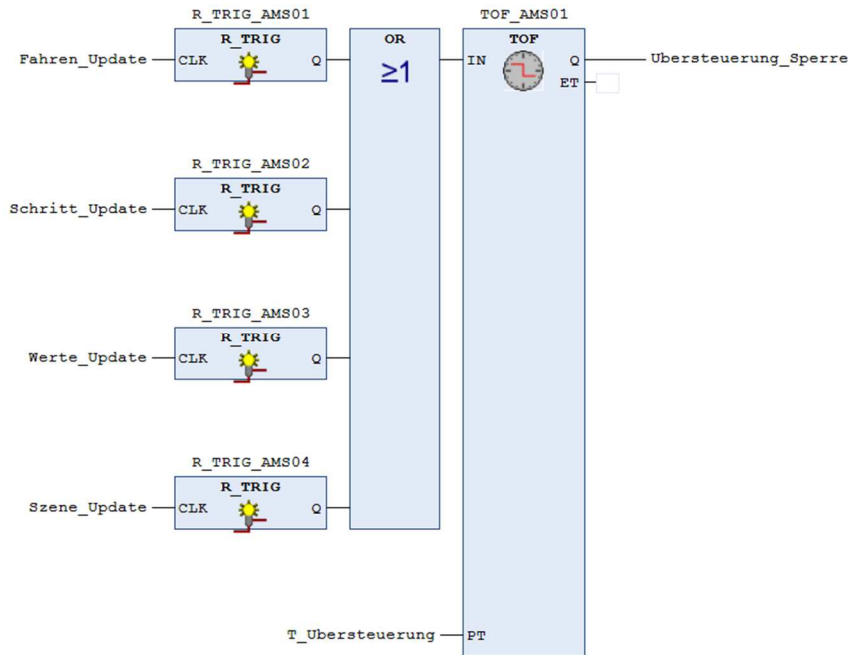 R_TRIG_AMS01
TOF_AMS01
R_TRIG
OR
TOF
Fahren_Update
CLK
Q
≥1
IN
Q
Ubersteuerung_Sperre
ET
R_TRIG_AMS02
R_TRIG
Schritt_Update
CLK
Q
R_TRIG_AMS03
R_TRIG
Werte_Update
CLK
Q
R_TRIG_AMS04
R_TRIG
Szene_Update
CLK
Q
T_Ubersteuerung
PT